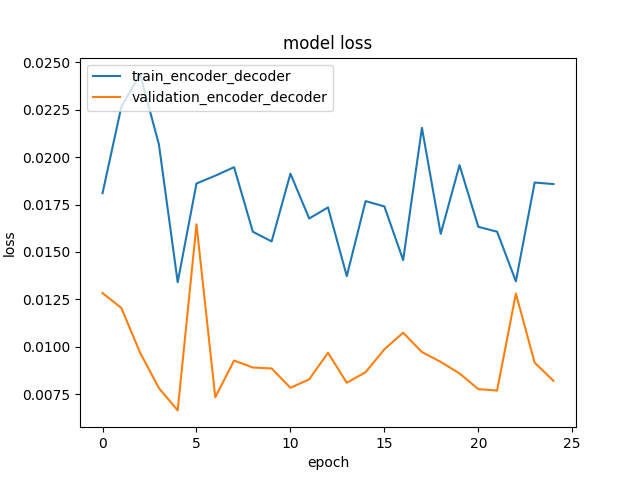 model loss
train_encoder_decoder
validation_encoder_decoder
0.0250
0.0225
0.0200
0.0175
0.0150
0.0125
0.0100
0.0075
loss
0 5 10 15 20 25
epoch